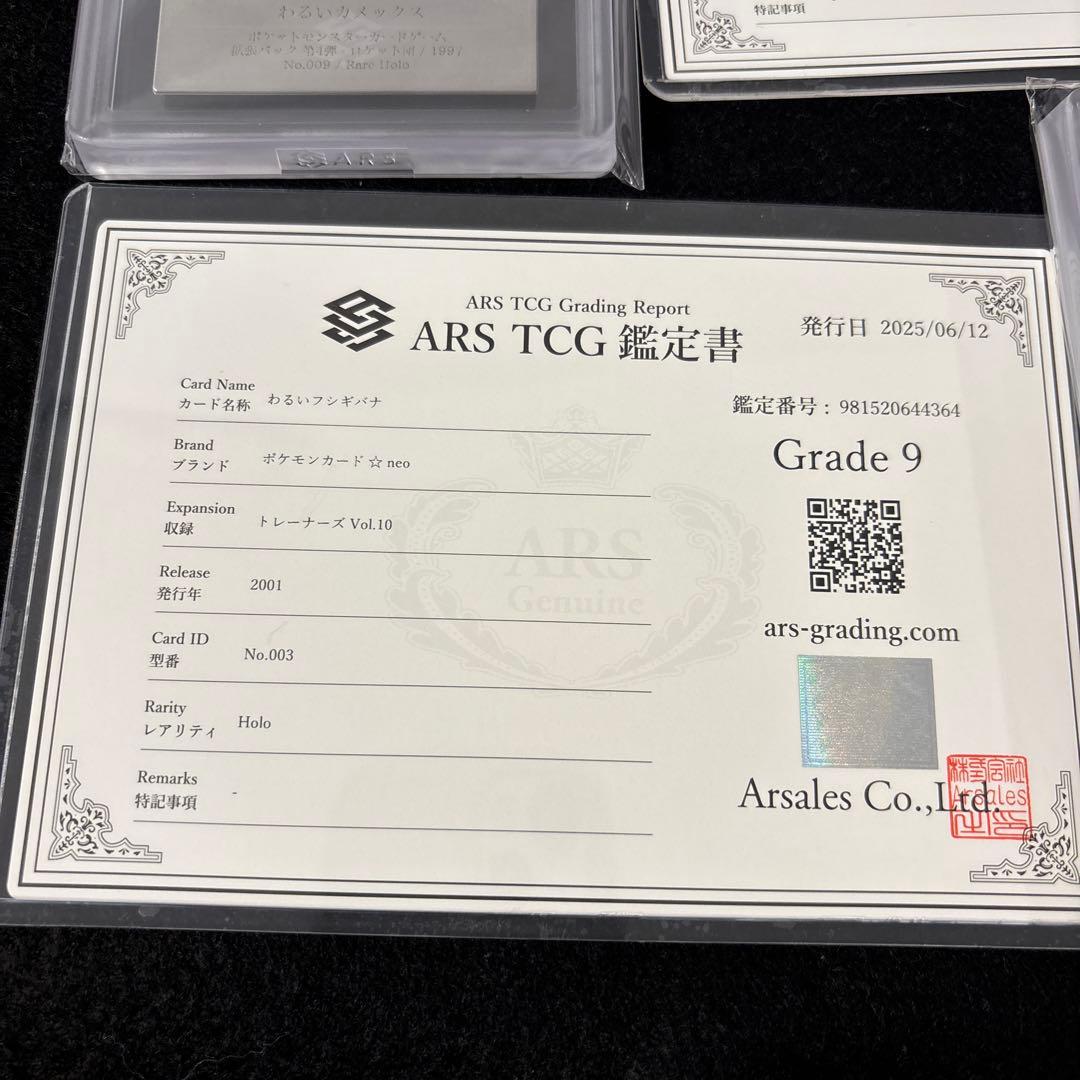 わるいカメックス
ポケットモンスターカードゲーム
拡張パック 第4弾 ロケット団 / 1997
No.009 / Rare Holo
ARS
特記事項
ARS TCG Grading Report
ARS TCG 鑑定書
発行日 2025/06/12
Card Name
カード名称 わるいフシギバナ
鑑定番号 : 981520644364
Brand
ブランド ポケモンカード ☆ neo
Grade 9
Expansion
収録 トレーナーズ Vol.10
ARS
Genuine
Release
発行年 2001
ars-grading.com
Card ID
型番 No.003
Rarity
レアリティ Holo
Remarks
特記事項 -
Arsales Co.,Ltd.
Arsales